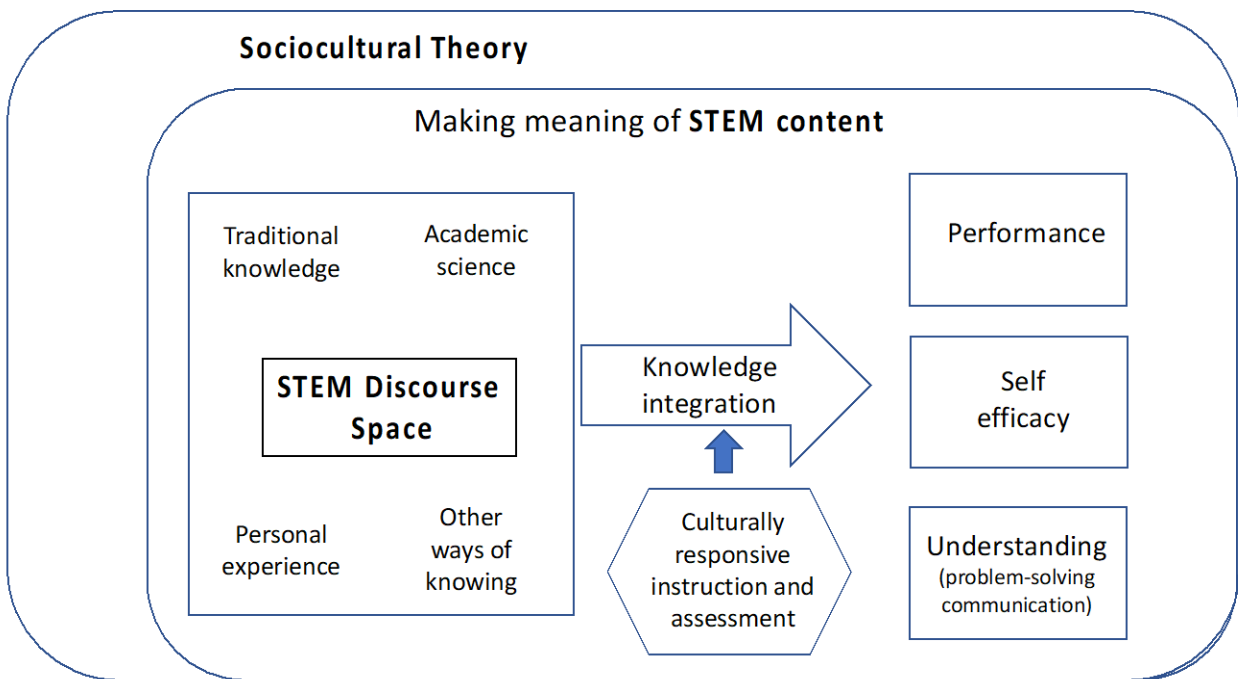 Sociocultural Theory
Making meaning of STEM content
Traditional
knowledge
Academic
science
STEM Discourse
Space
Personal
experience
Other
ways of
knowing
Knowledge
integration
Culturally
responsive
instruction and
assessment
Performance
Self
efficacy
Understanding
(problem-solving
communication)